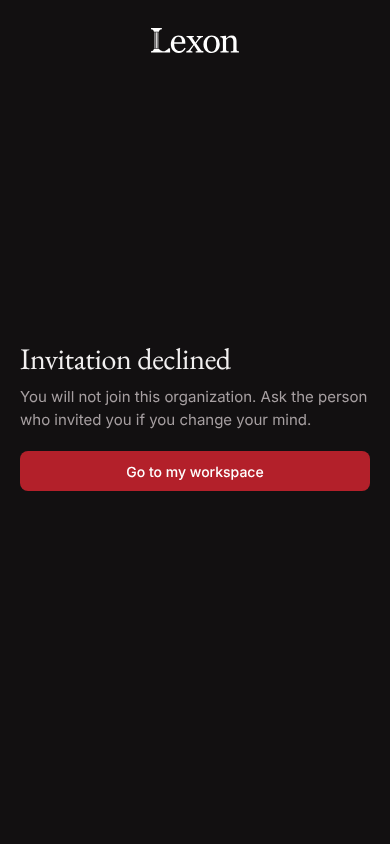 Lexon
Invitation declined
You will not join this organization. Ask the person
who invited you if you change your mind.
Go to my workspace